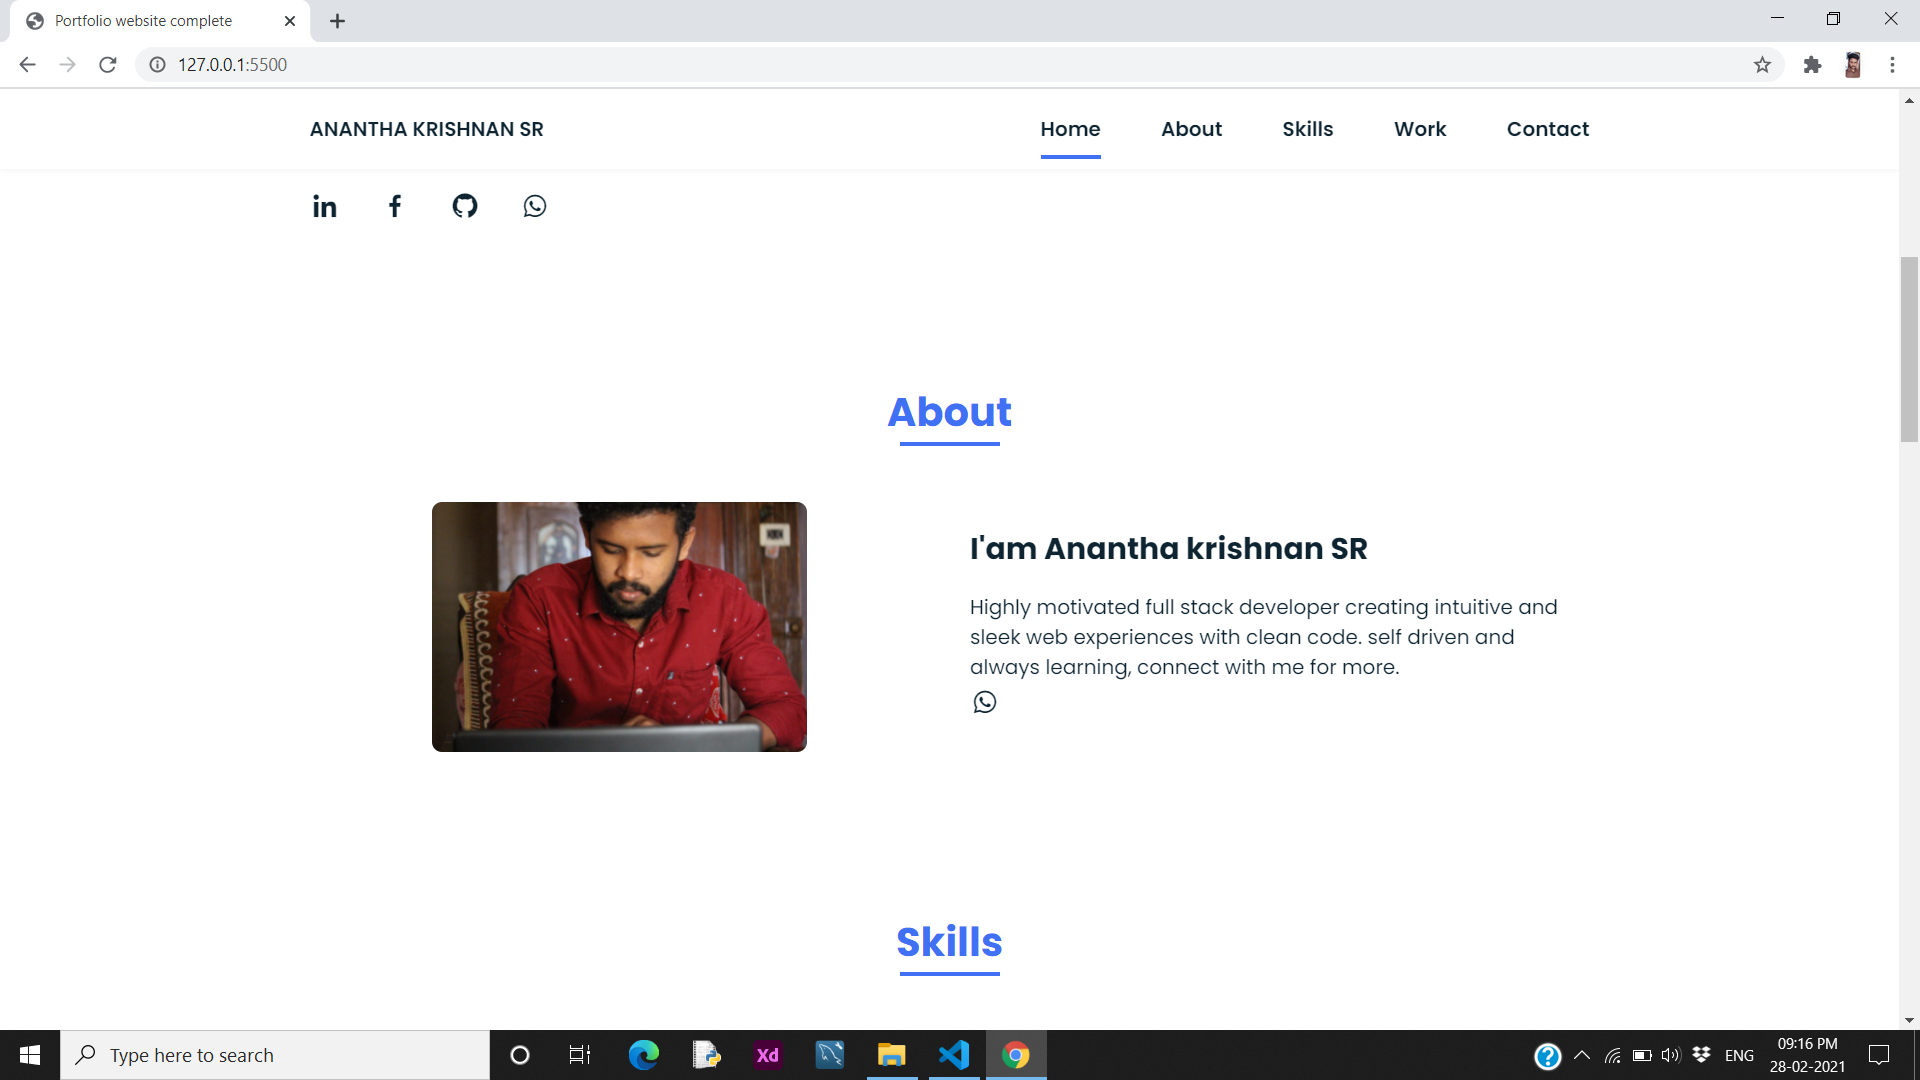 Portfolio website complete
127.0.0.1:5500
ANANTHA KRISHNAN SR
Home About Skills Work Contact
in f
About
I'am Anantha krishnan SR
Highly motivated full stack developer creating intuitive and
sleek web experiences with clean code. self driven and
always learning, connect with me for more.
Skills
Type here to search
Xd
ENG
09:16 PM
28-02-2021